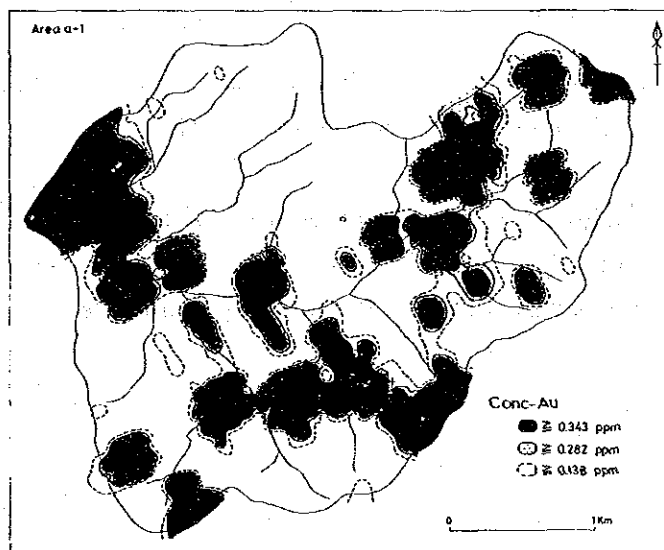 Area a-1
Conc-Au
≧ 0.343 ppm
≧ 0.282 ppm
≧ 0.138 ppm
0 1Km